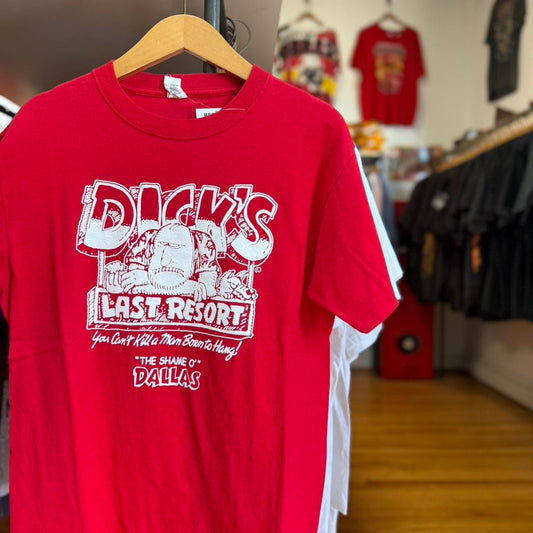 DICK'S
LAST RESORT
You Can't Kill a Man Born to Hang!
"THE SHAME O'"
DALLAS